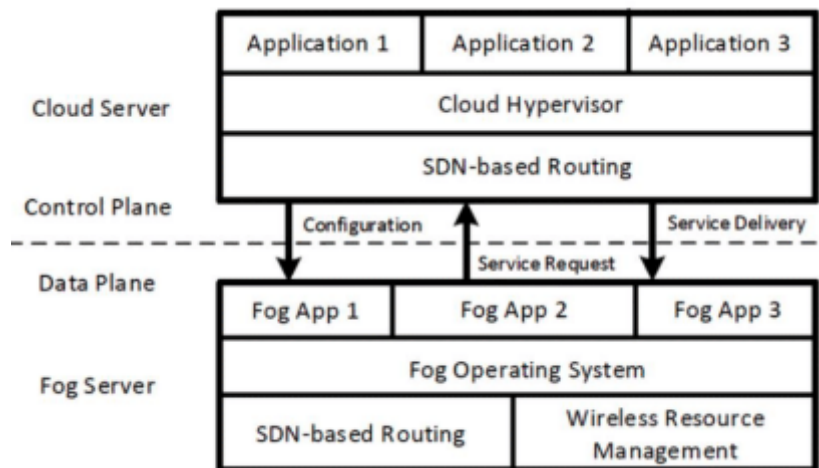 Application 1 Application 2 Application 3
Cloud Server
Cloud Hypervisor
SDN-based Routing
Control Plane
Configuration
Service Delivery
Data Plane
Service Request
Fog App 1 Fog App 2 Fog App 3
Fog Server
Fog Operating System
SDN-based Routing
Wireless Resource
Management